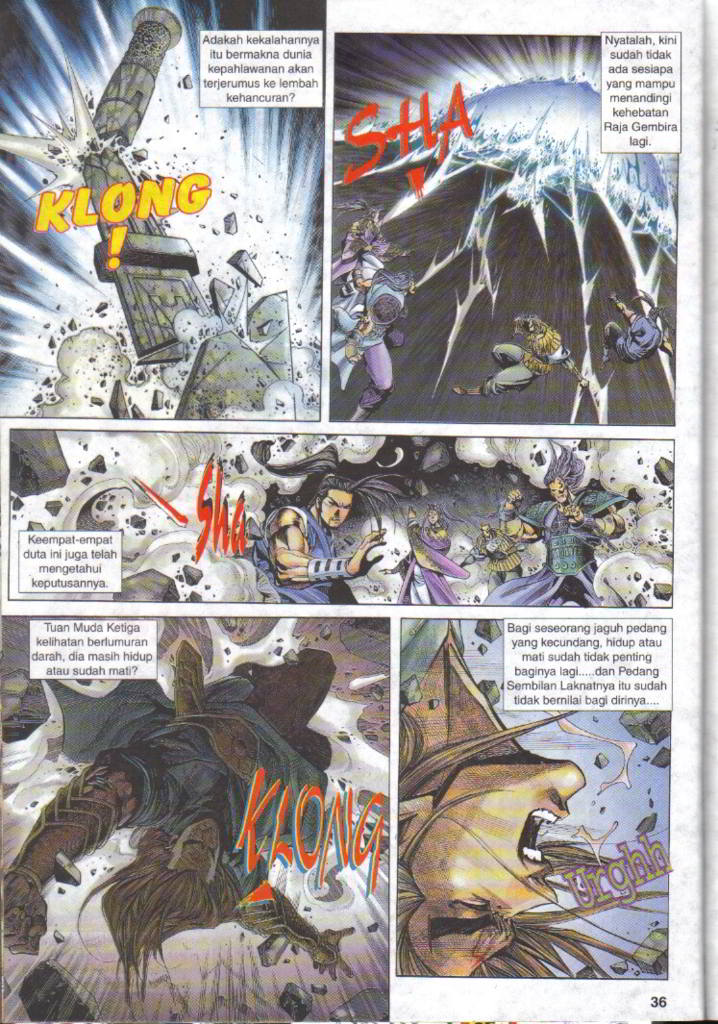 Adakah kekalahannya
itu bermakna dunia
kepahlawanan akan
terjerumus ke lembah
kehancuran?
KLONG
!
Nyatalah, kini
sudah tidak
ada sesiapa
yang mampu
menandingi
kehebatan
Raja Gembira
lagi.
SHA
Keempat-empat
duta ini juga telah
mengetahui
keputusannya.
Sha
Tuan Muda Ketiga
kelihatan berlumuran
darah, dia masih hidup
atau sudah mati?
KLONG
Bagi seseorang jaguh pedang
yang kecundang, hidup atau
mati sudah tidak penting
baginya lagi.....dan Pedang
Sembilan Laknatnya itu sudah
tidak bernilai bagi dirinya....
Urghh
36